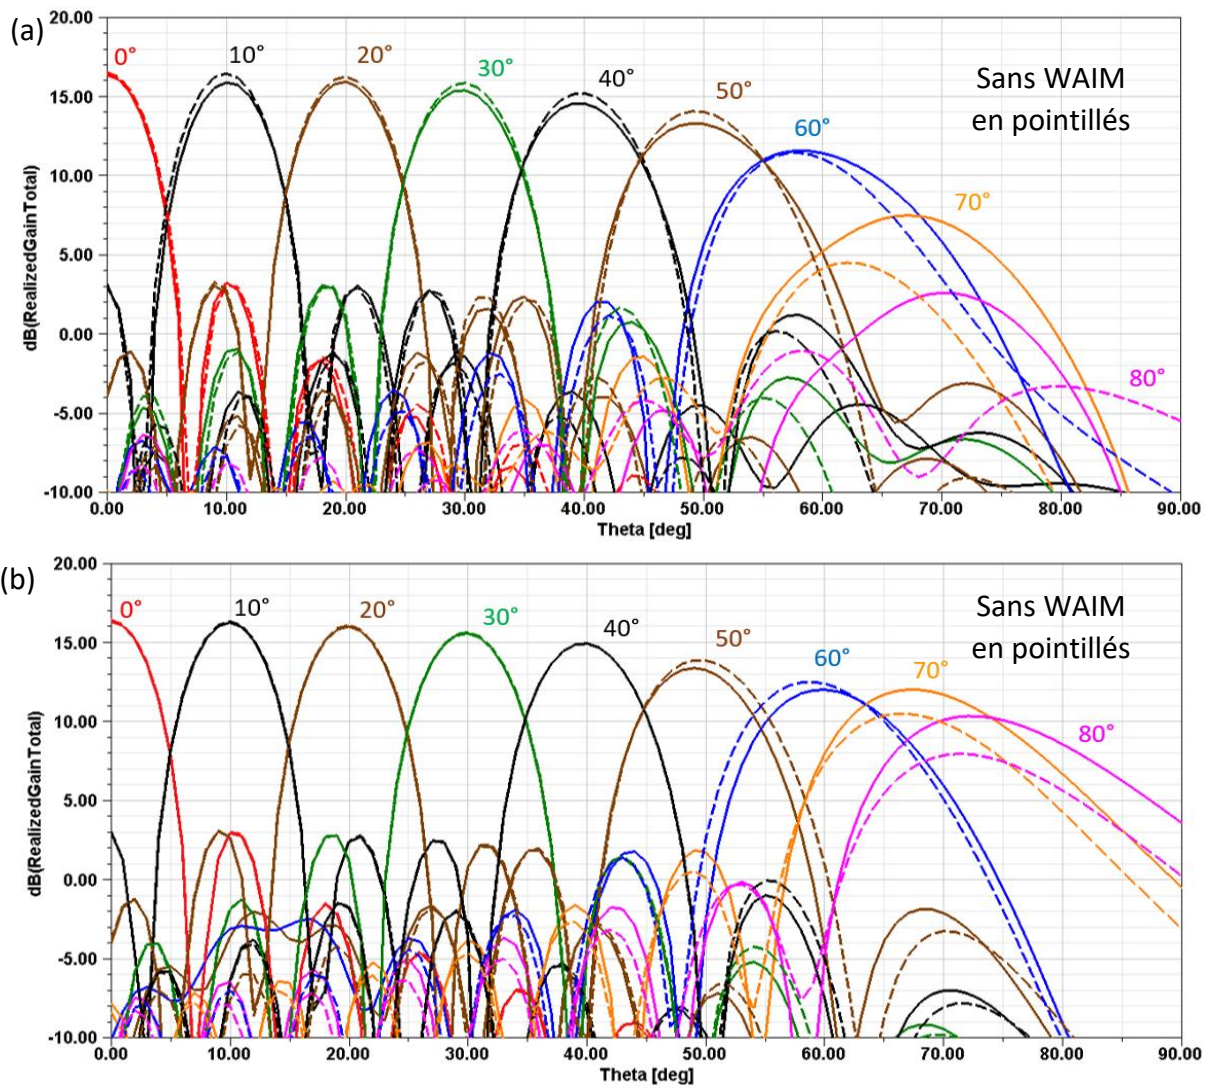 (a)
dB(RealizedGainTotal)
20.00
15.00
10.00
5.00
0.00
-5.00
-10.00
0° 10° 20° 30° 40° 50° 60° 70° 80°
Sans WAIM
en pointillés
0.00 10.00 20.00 30.00 40.00 50.00 60.00 70.00 80.00 90.00
Theta [deg]
(b)
dB(RealizedGainTotal)
20.00
15.00
10.00
5.00
0.00
-5.00
-10.00
0° 10° 20° 30° 40° 50° 60° 70° 80°
Sans WAIM
en pointillés
0.00 10.00 20.00 30.00 40.00 50.00 60.00 70.00 80.00 90.00
Theta [deg]